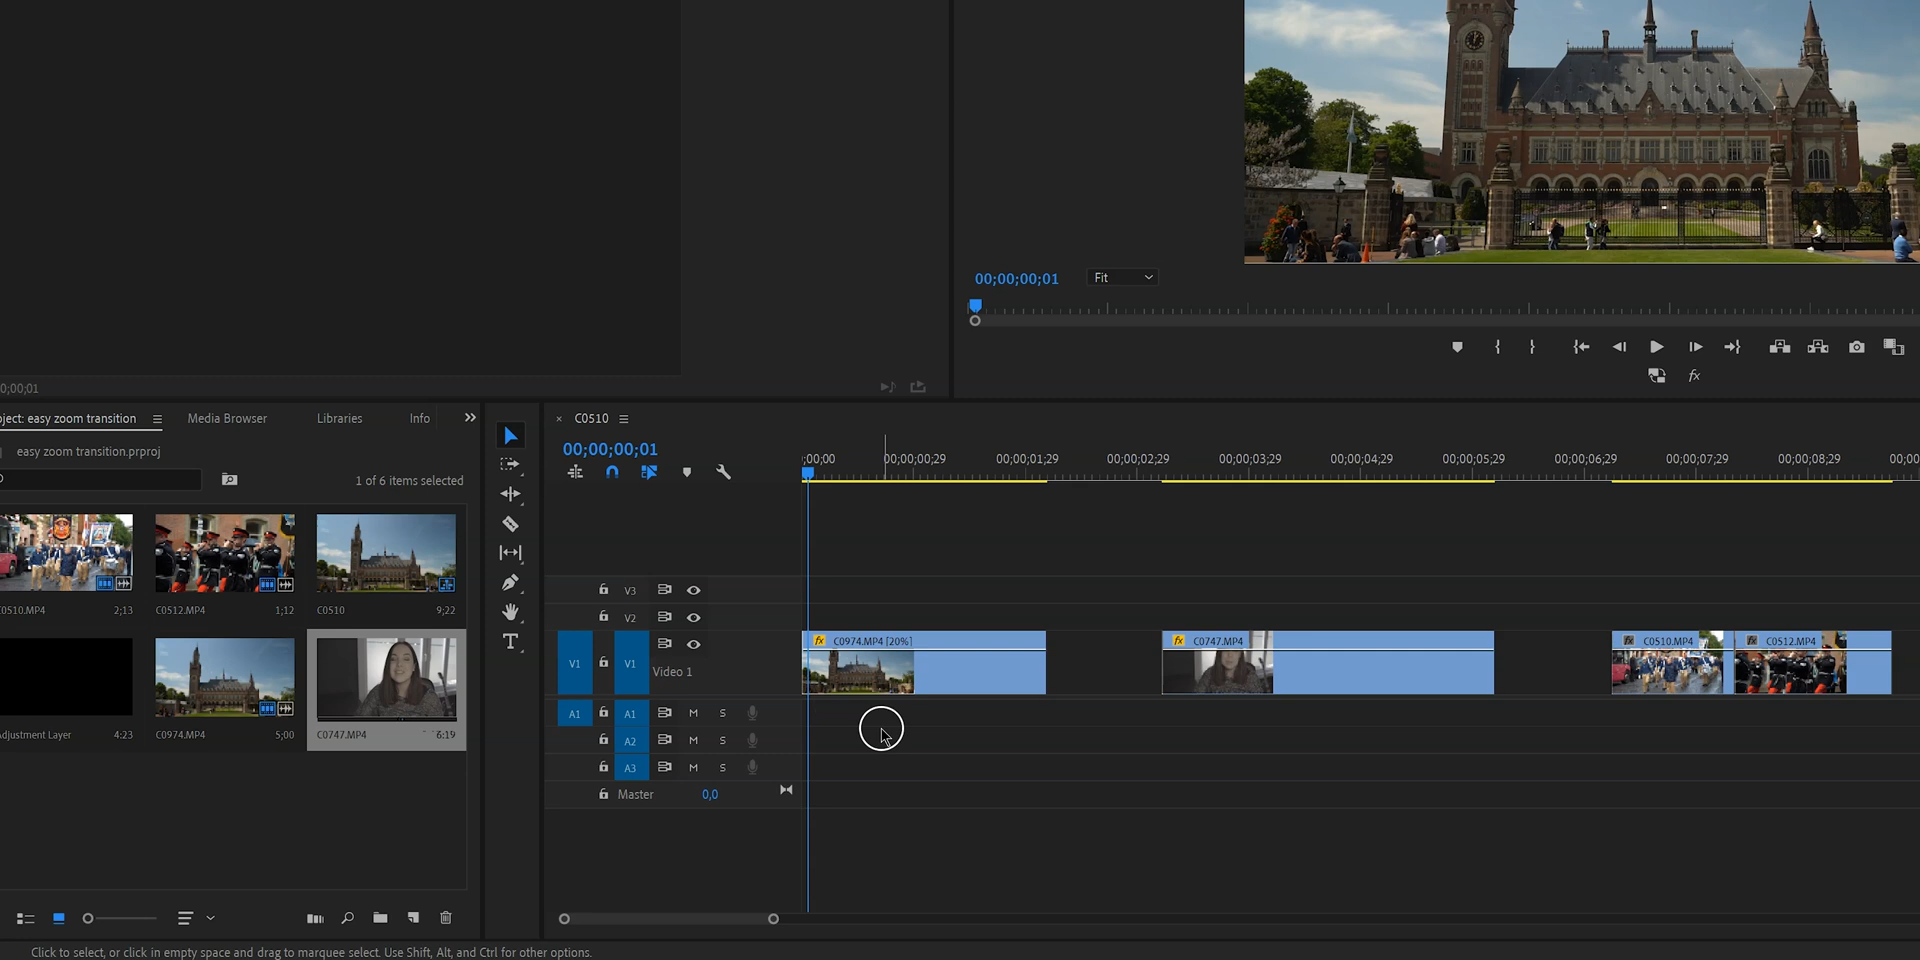 00;00;00;01
Fit
0;00;01
oject: easy zoom transition
Media Browser
Libraries
Info
easy zoom transition.prproj
1 of 6 items selected
0510.MP4 2;13
C0512.MP4 1;12
C0510 9;22
djustment Layer 4:23
C0974.MP4 5;00
C0747.MP4 6:19
C0510
00;00;00;01
;00;00
00;00;00;29
00;00;01;29
00;00;02;29
00;00;03;29
00;00;04;29
00;00;05;29
00;00;06;29
00;00;07;29
00;00;08;29
00;00
V3
V2
V1 V1 Video 1
fx C0974.MP4 [20%]
fx C0747.MP4
fx C0510.MP4
fx C0512.MP4
A1 A1 M S
A2 M S
A3 M S
Master 0,0
fx
Click to select, or click in empty space and drag to marquee select. Use Shift, Alt, and Ctrl for other options.